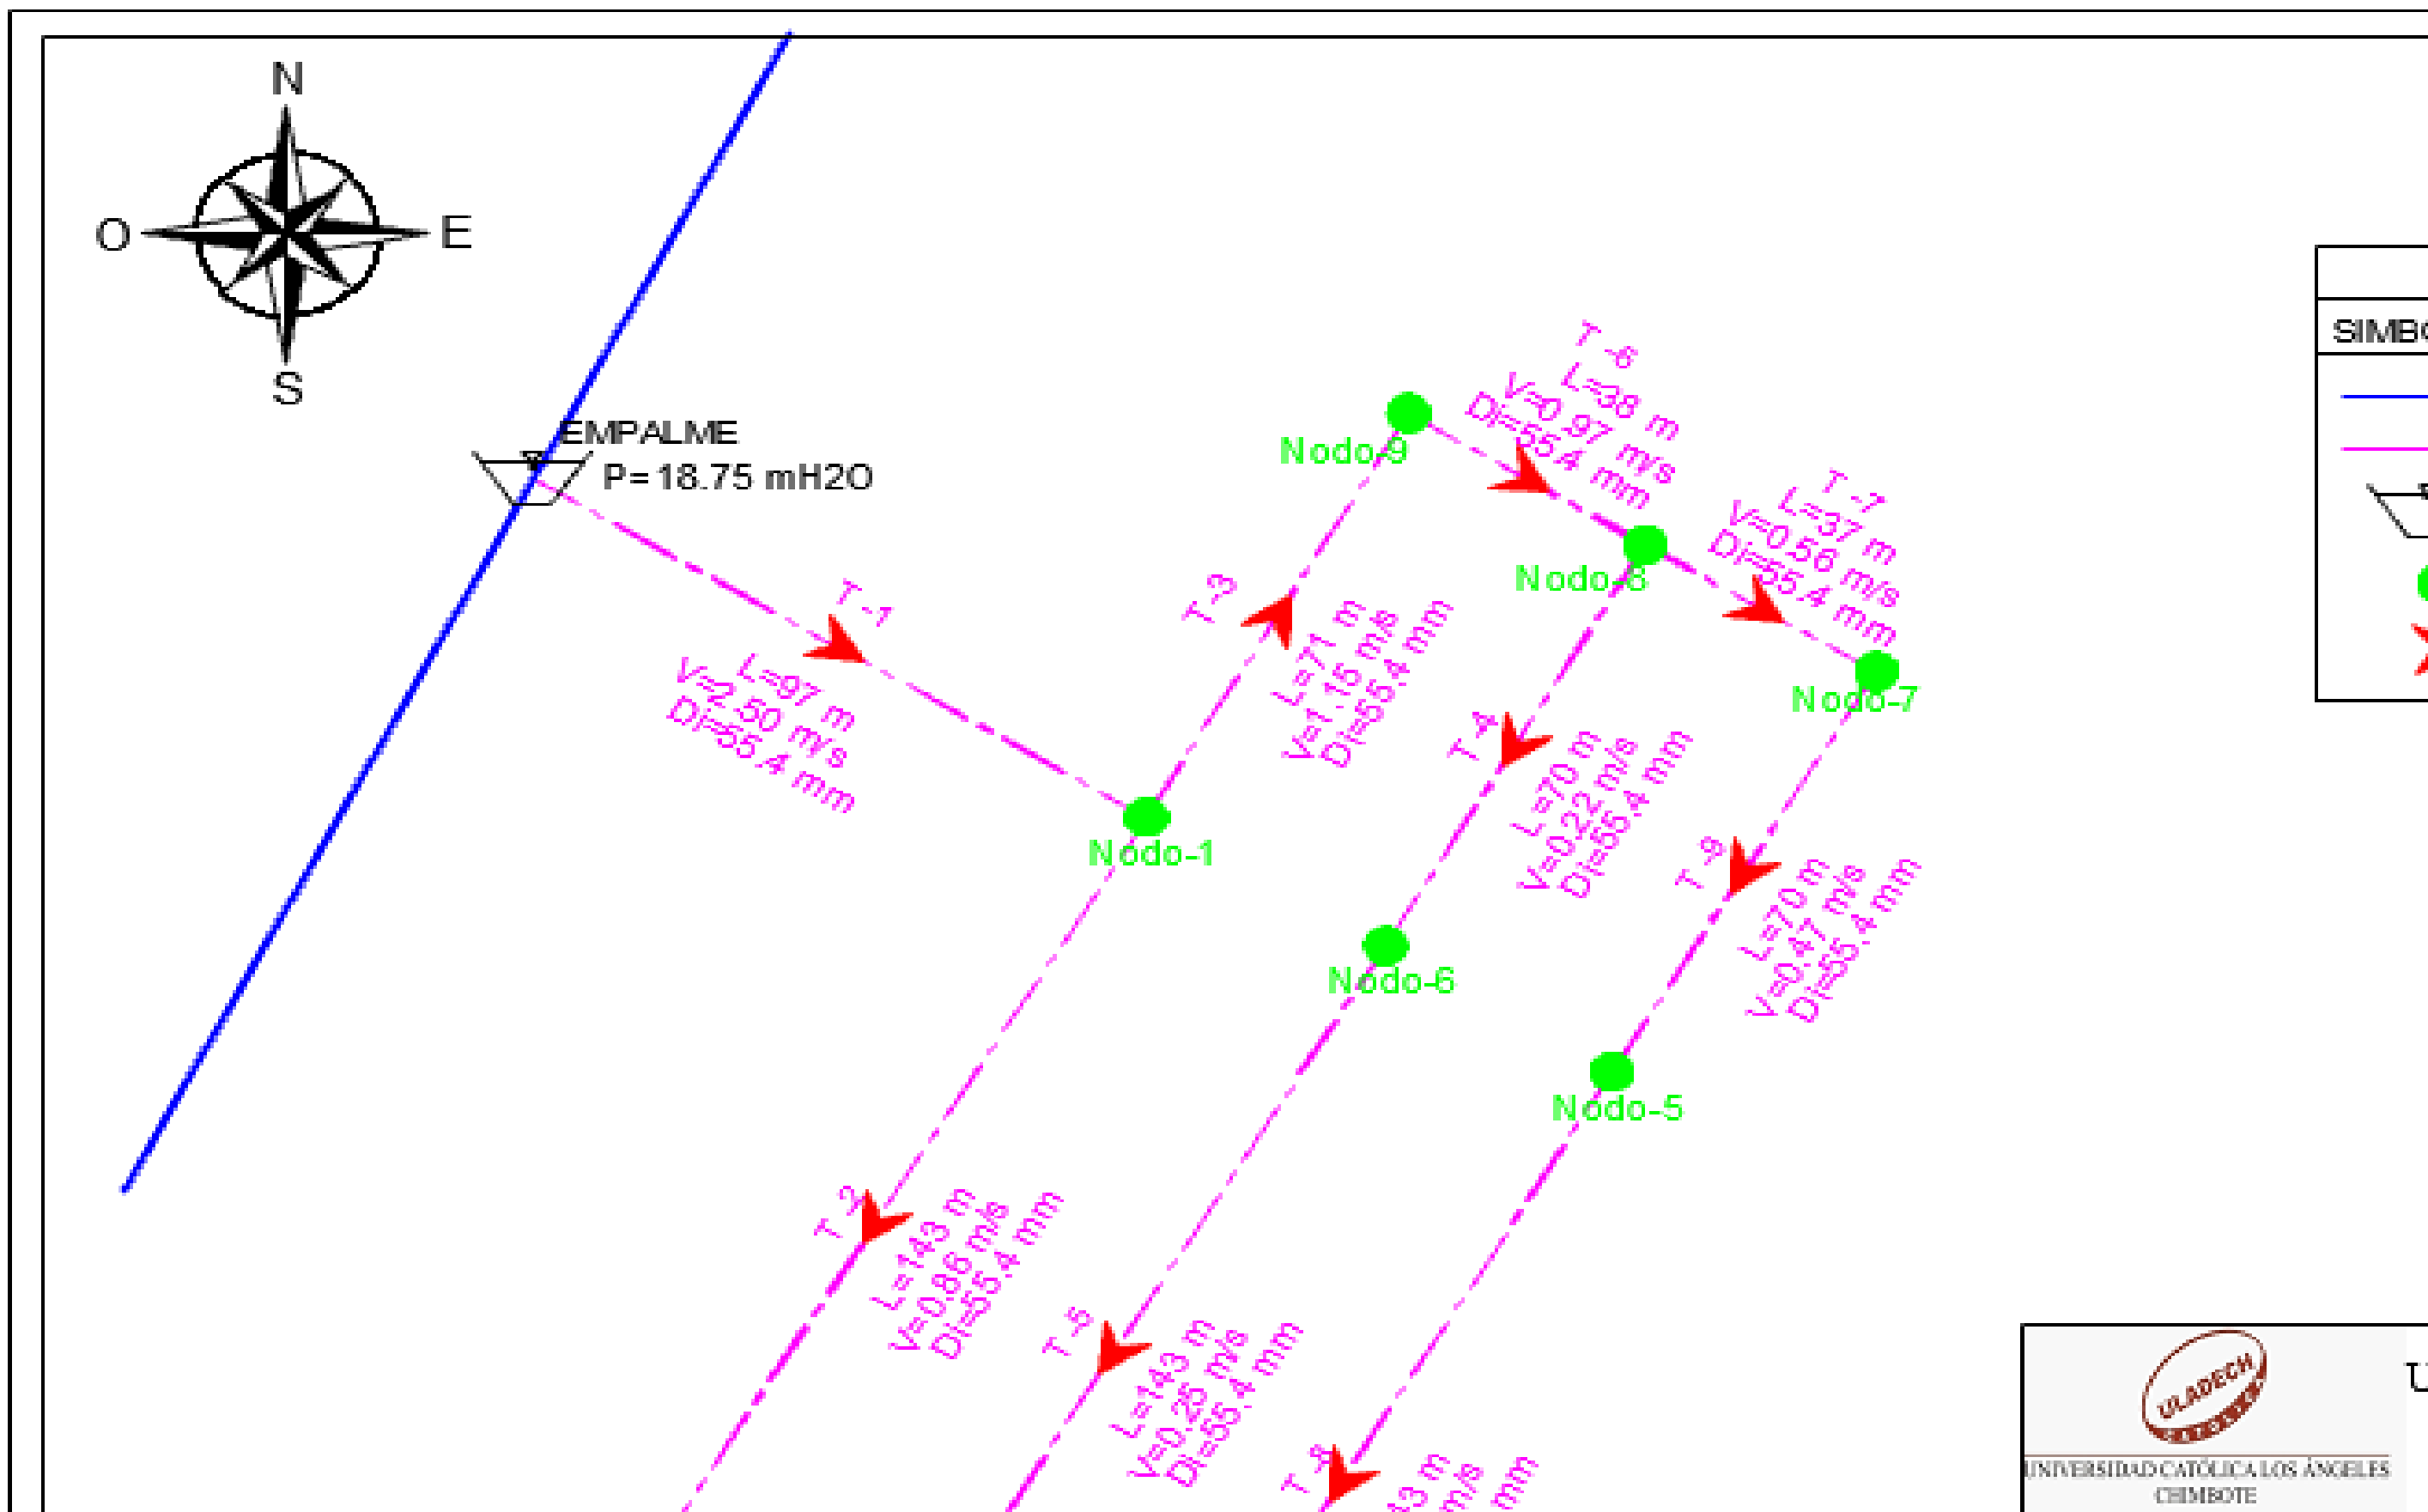 N
O
E
S
EMPALME
P= 18.75 mH2O
SIMBO
T -6
L=38 m
V=0.97 m/s
Di=55.4 mm
Nodo-9
T -7
L=37 m
V=0.56 m/s
Di=55.4 mm
Nodo-8
T -1
L=97 m
V=2.50 m/s
Di=55.4 mm
T -3
L=71 m
V=1.15 m/s
Di=55.4 mm
Nodo-7
T -4
L=70 m
V=0.22 m/s
Di=55.4 mm
Nodo-1
T -9
L=70 m
V=0.47 m/s
Di=55.4 mm
Nodo-6
Nodo-5
T -2
L=143 m
V=0.86 m/s
Di=55.4 mm
T -5
L=143 m
V=0.25 m/s
Di=55.4 mm
T -8
43 m
m/s
mm
ULADECH
U
UNIVERSIDAD CATÓLICA LOS ÁNGELES
CHIMBOTE